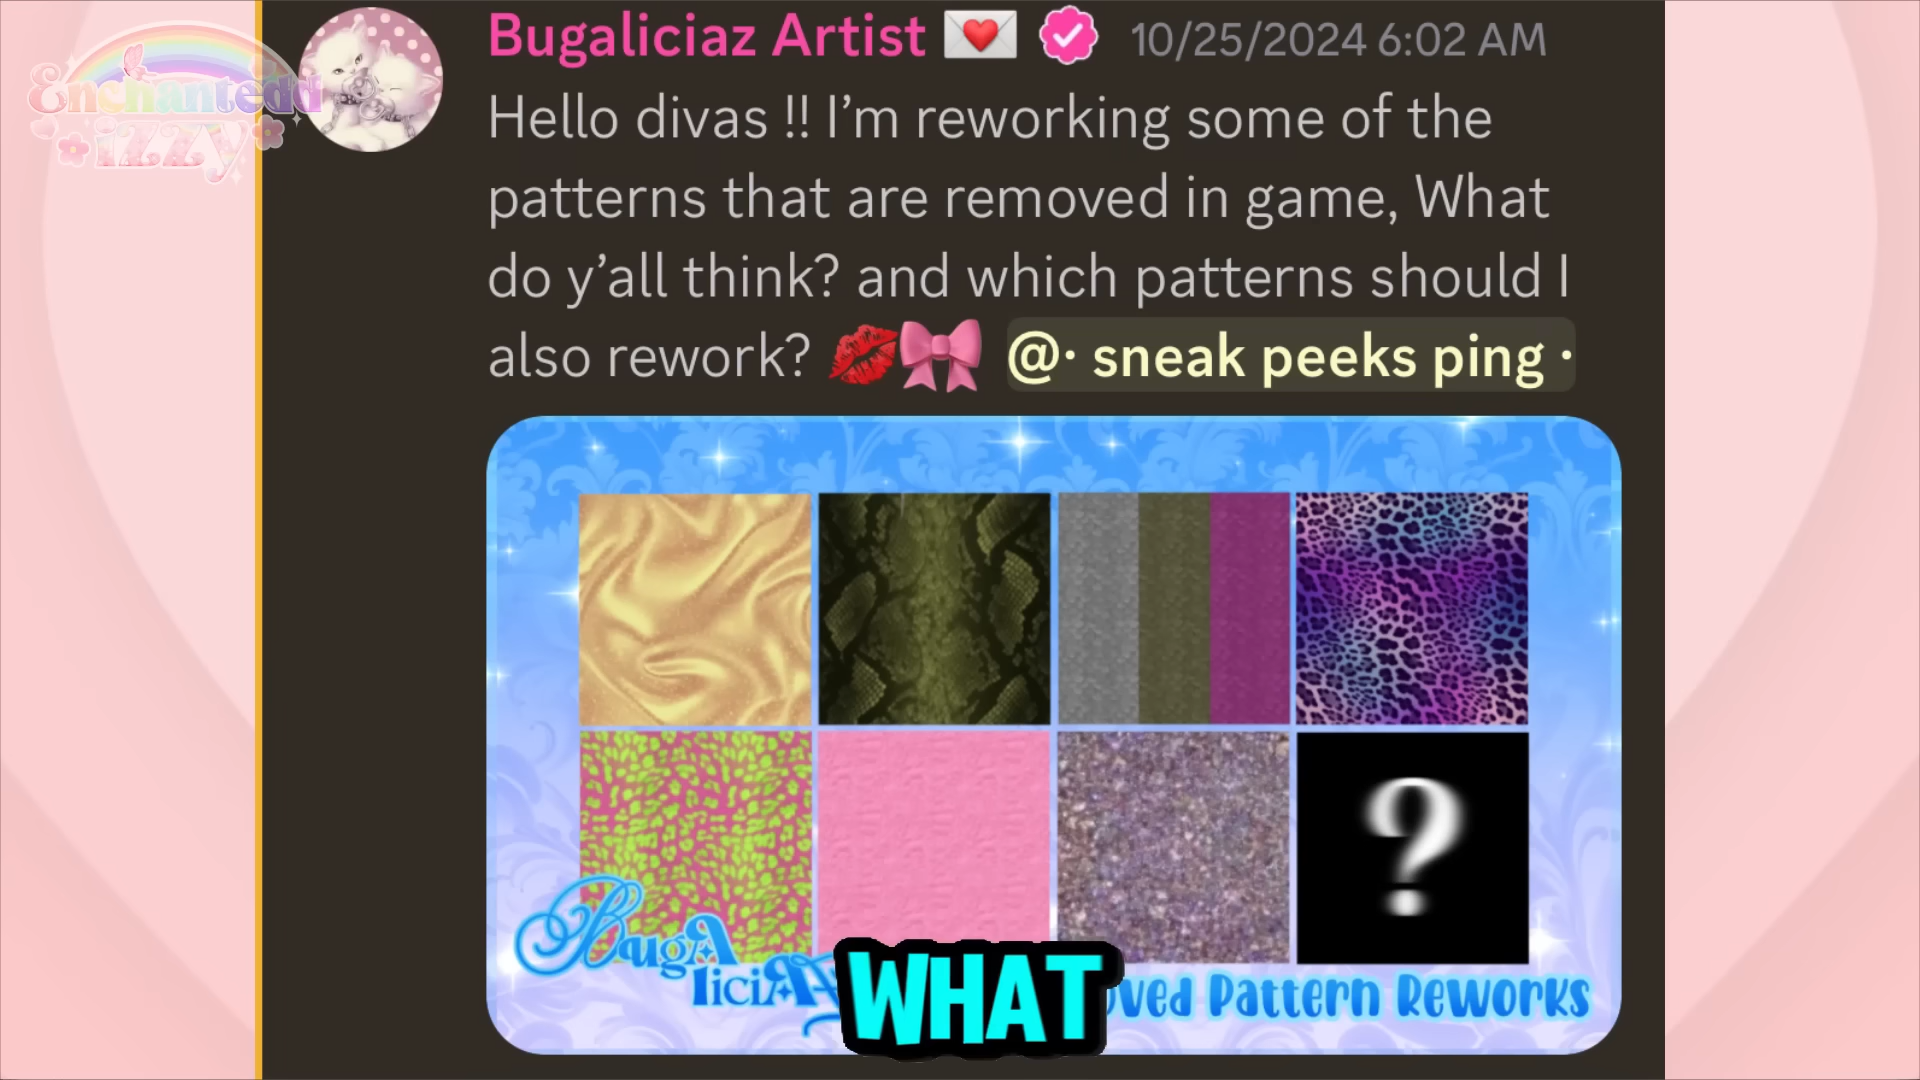 Enchantedd
izzy
Bugaliciaz Artist 10/25/2024 6:02 AM
Hello divas !! I'm reworking some of the
patterns that are removed in game, What
do y'all think? and which patterns should I
also rework? @· sneak peeks ping ·
?
Bugaliciaz
WHAT
Pattern Reworks